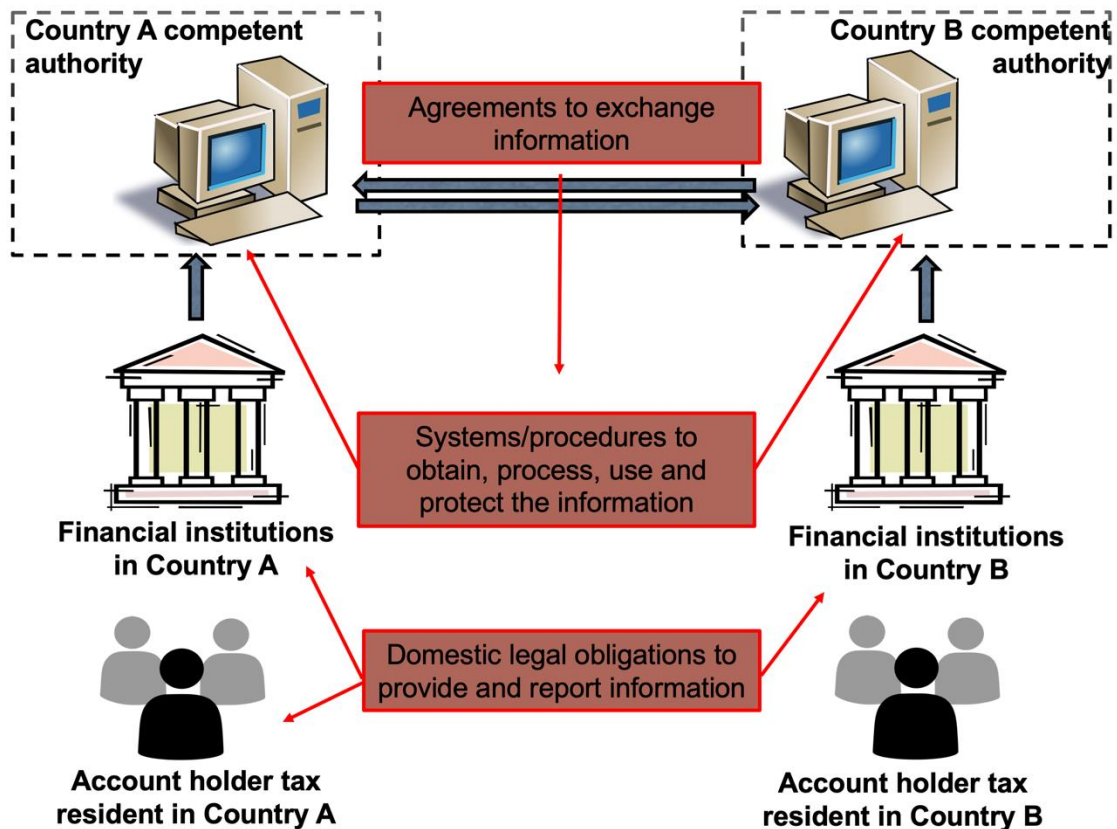 Country A competent
authority
Country B competent
authority
Agreements to exchange
information
Systems/procedures to
obtain, process, use and
protect the information
Financial institutions
in Country A
Financial institutions
in Country B
Domestic legal obligations to
provide and report information
Account holder tax
resident in Country A
Account holder tax
resident in Country B